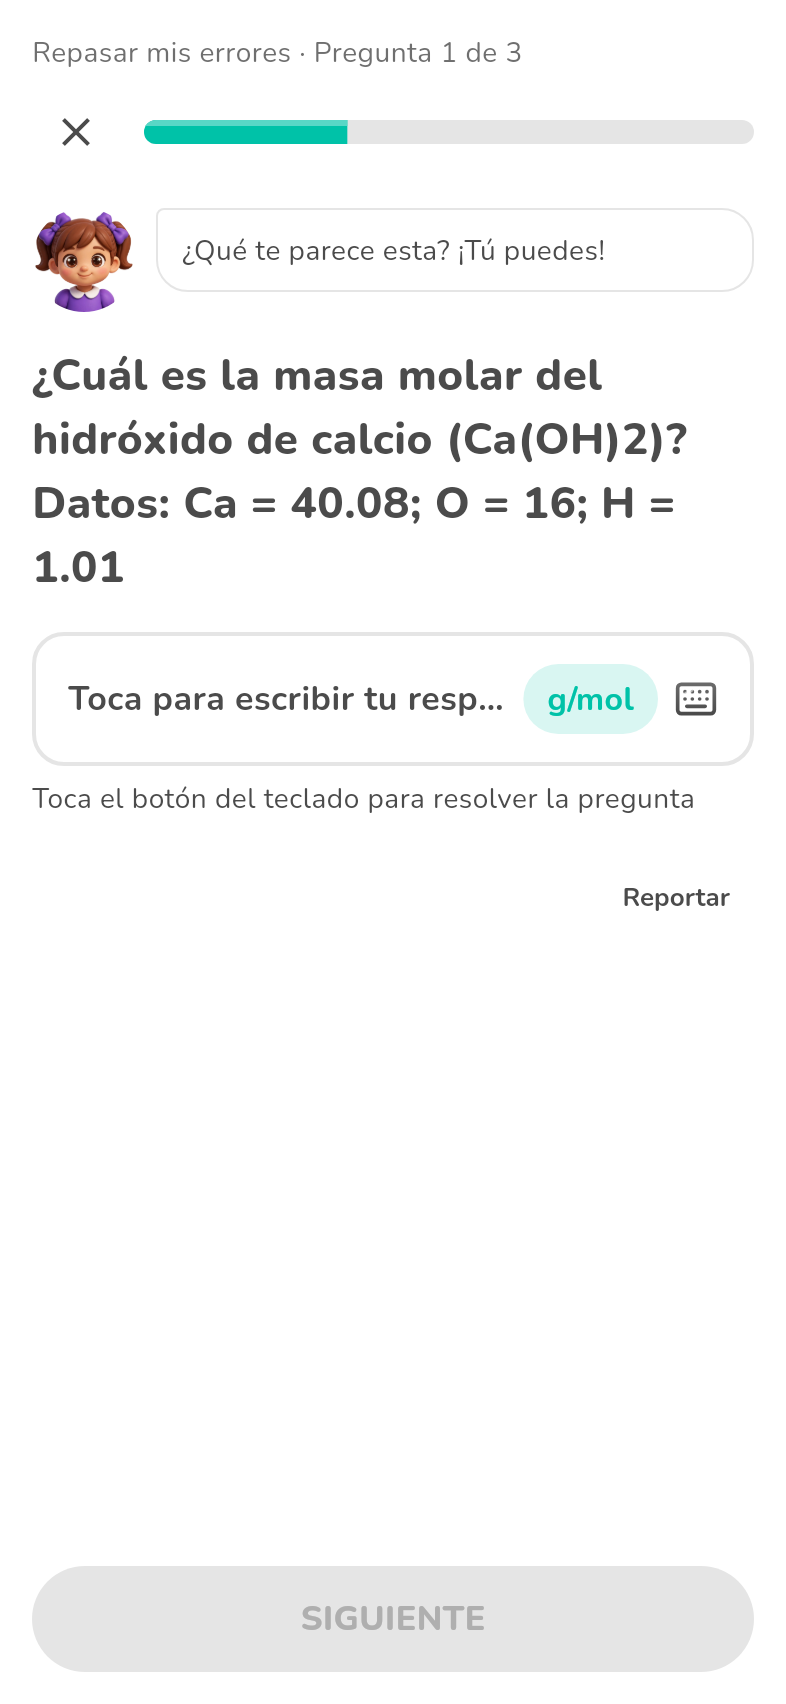 Repasar mis errores · Pregunta 1 de 3
¿Qué te parece esta? ¡Tú puedes!
¿Cuál es la masa molar del
hidróxido de calcio (Ca(OH)2)?
Datos: Ca = 40.08; O = 16; H =
1.01
Toca para escribir tu resp... g/mol
Toca el botón del teclado para resolver la pregunta
Reportar
SIGUIENTE